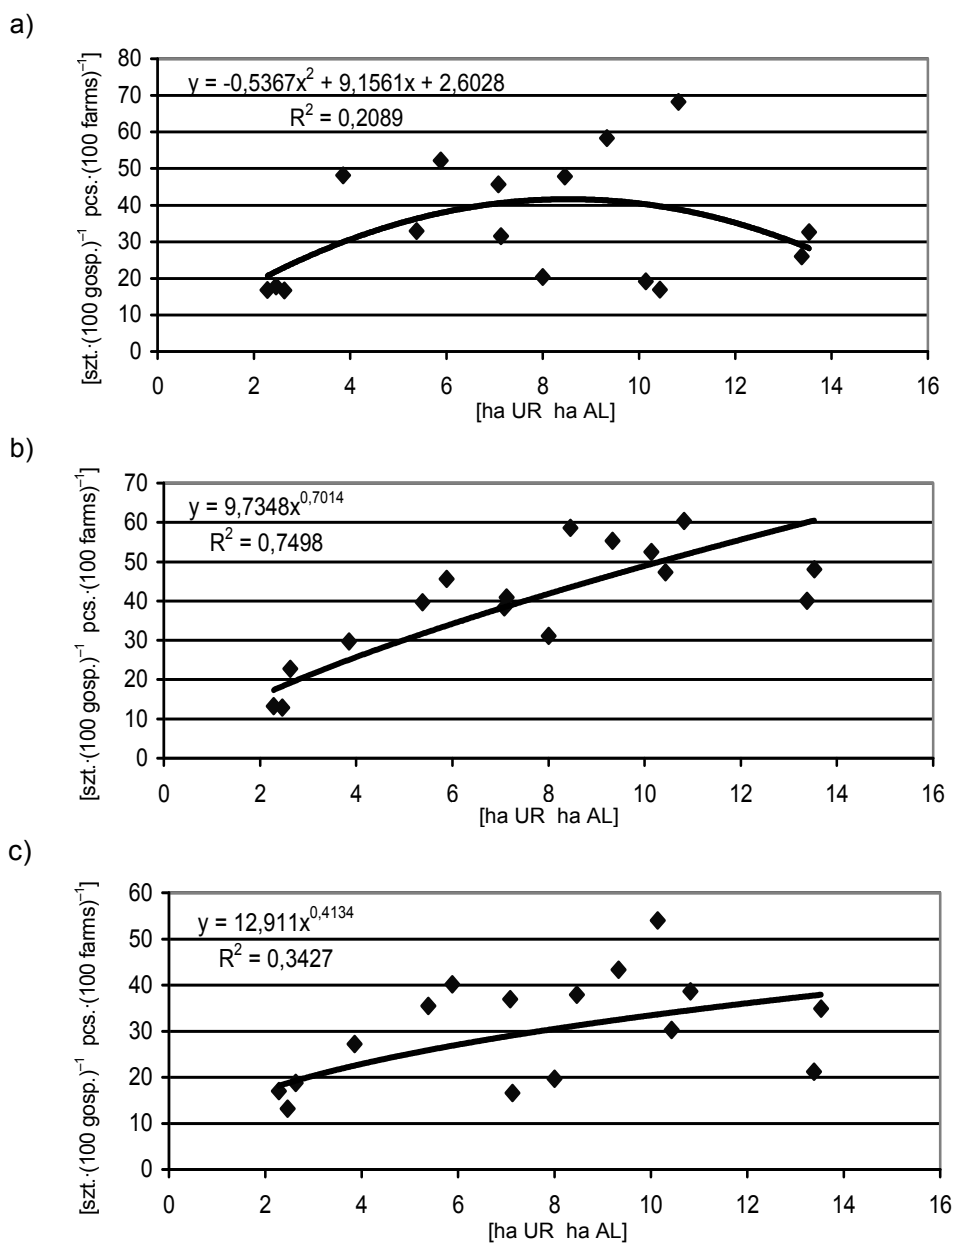 a)
[szt.·(100 gosp.)⁻¹ pcs.·(100 farms)⁻¹]
y = -0,5367x² + 9,1561x + 2,6028
R² = 0,2089
80
70
60
50
40
30
20
10
0
0 2 4 6 8 10 12 14 16
[ha UR ha AL]
b)
[szt.·(100 gosp.)⁻¹ pcs.·(100 farms)⁻¹]
y = 9,7348x^0,7014
R² = 0,7498
70
60
50
40
30
20
10
0
0 2 4 6 8 10 12 14 16
[ha UR ha AL]
c)
[szt.·(100 gosp.)⁻¹ pcs.·(100 farms)⁻¹]
y = 12,911x^0,4134
R² = 0,3427
60
50
40
30
20
10
0
0 2 4 6 8 10 12 14 16
[ha UR ha AL]